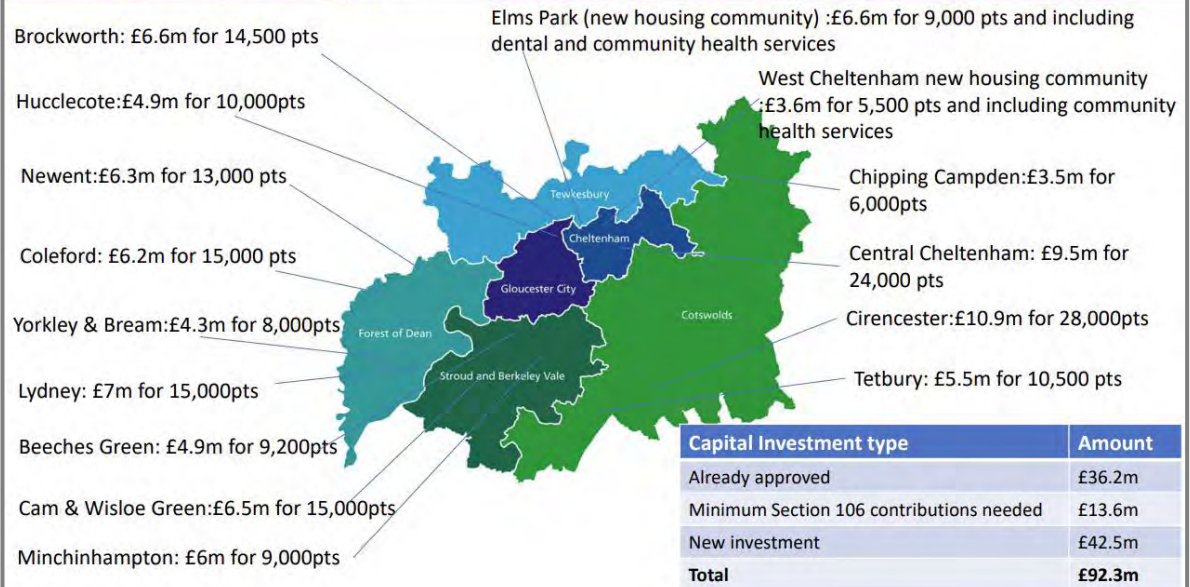 Brockworth: £6.6m for 14,500 pts
Hucclecote:£4.9m for 10,000pts
Newent:£6.3m for 13,000 pts
Coleford: £6.2m for 15,000 pts
Yorkley & Bream:£4.3m for 8,000pts
Lydney: £7m for 15,000pts
Beeches Green: £4.9m for 9,200pts
Cam & Wisloe Green:£6.5m for 15,000pts
Minchinhampton: £6m for 9,000pts
Elms Park (new housing community) :£6.6m for 9,000 pts and including
dental and community health services
West Cheltenham new housing community
:£3.6m for 5,500 pts and including community
health services
Chipping Campden:£3.5m for
6,000pts
Central Cheltenham: £9.5m for
24,000 pts
Cirencester:£10.9m for 28,000pts
Tetbury: £5.5m for 10,500 pts
Tewkesbury
Cheltenham
Gloucester City
Forest of Dean
Cotswolds
Stroud and Berkeley Vale
Capital Investment type Amount
Already approved £36.2m
Minimum Section 106 contributions needed £13.6m
New investment £42.5m
Total £92.3m